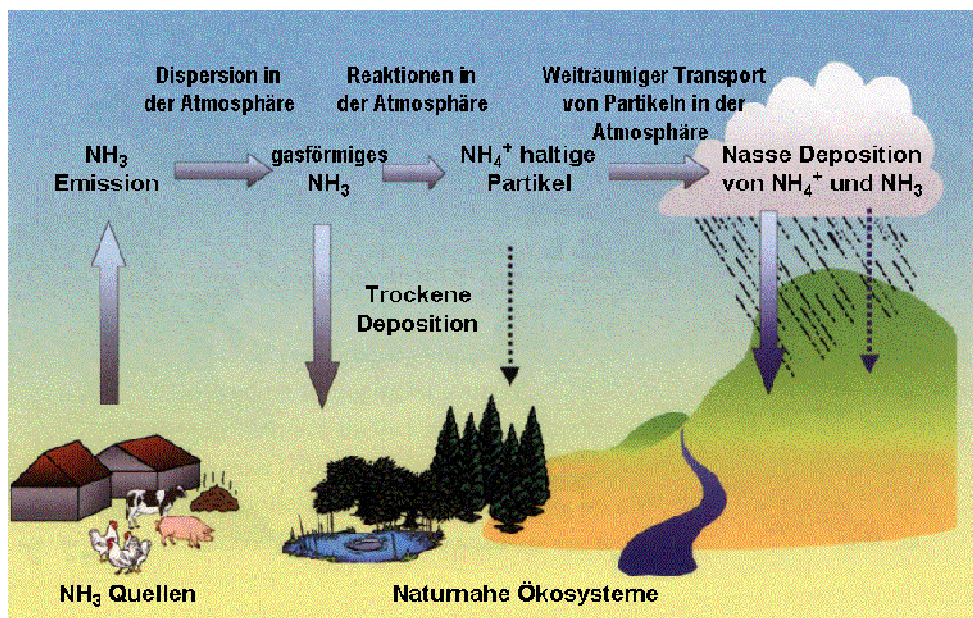 Dispersion in
der Atmosphäre
Reaktionen in
der Atmosphäre
Weiträumiger Transport
von Partikeln in der
Atmosphäre
NH₃
Emission
gasförmiges
NH₃
NH₄⁺ haltige
Partikel
Nasse Deposition
von NH₄⁺ und NH₃
Trockene
Deposition
NH₃ Quellen
Naturnahe Ökosysteme